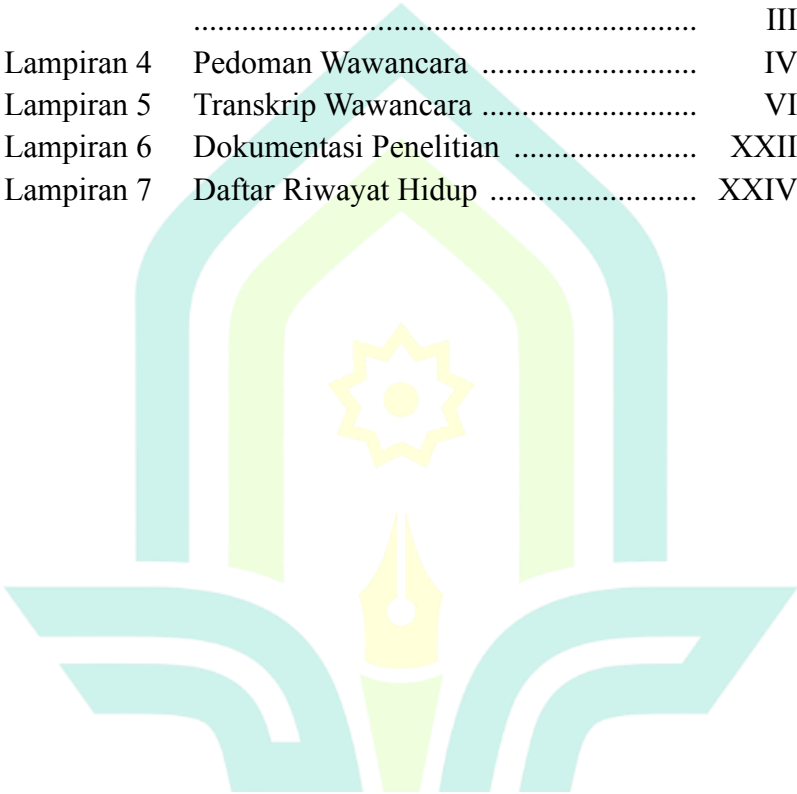 ................................................................ III
Lampiran 4 Pedoman Wawancara ........................... IV
Lampiran 5 Transkrip Wawancara ........................... VI
Lampiran 6 Dokumentasi Penelitian ....................... XXII
Lampiran 7 Daftar Riwayat Hidup .......................... XXIV